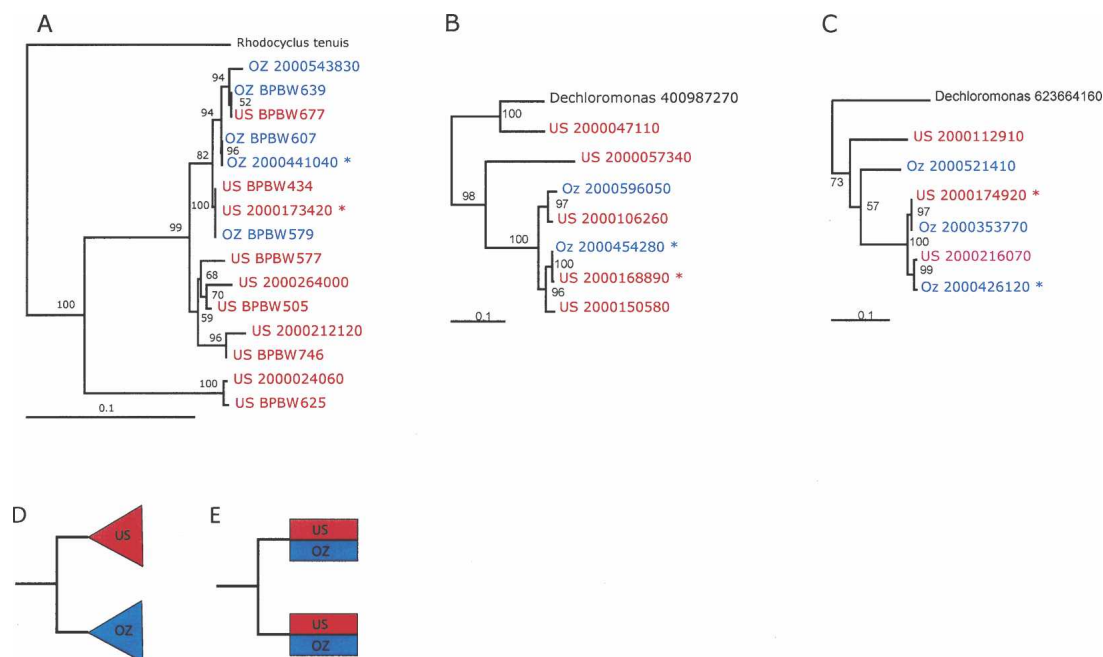 A
Rhodocyclus tenuis
OZ 2000543830
94
OZ BPBW639
52
US BPBW677
94
OZ BPBW607
96
OZ 2000441040 *
82
US BPBW434
100
US 2000173420 *
OZ BPBW579
99
US BPBW577
68
US 2000264000
70
US BPBW505
59
US 2000212120
96
US BPBW746
100
US 2000024060
100
US BPBW625
0.1
B
Dechloromonas 400987270
100
US 2000047110
US 2000057340
98
Oz 2000596050
97
US 2000106260
100
Oz 2000454280 *
100
US 2000168890 *
96
US 2000150580
0.1
C
Dechloromonas 623664160
US 2000112910
Oz 2000521410
73
US 2000174920 *
57
97
Oz 2000353770
100
US 2000216070
99
Oz 2000426120 *
0.1
D
US
OZ
E
US
OZ
US
OZ